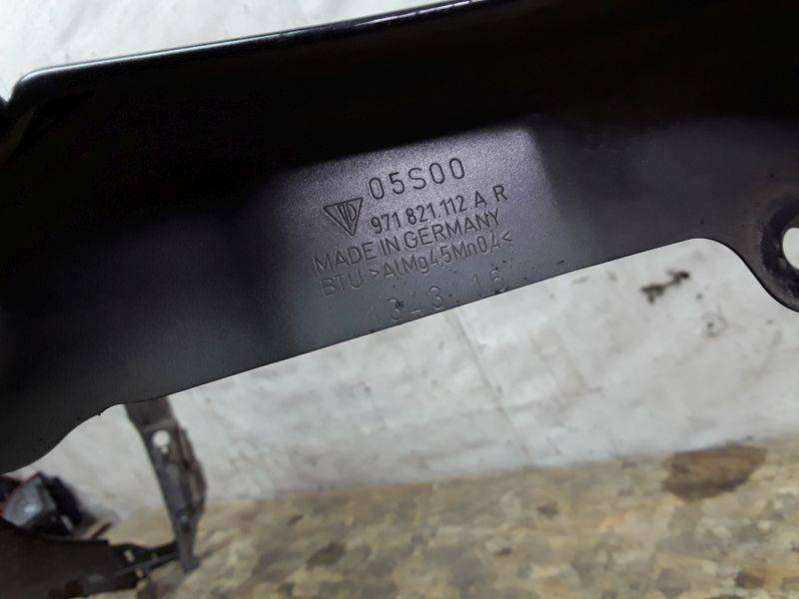 05S00
971 821.112 A R
MADE IN GERMANY
BTU >AlMg4.5Mn0.4<